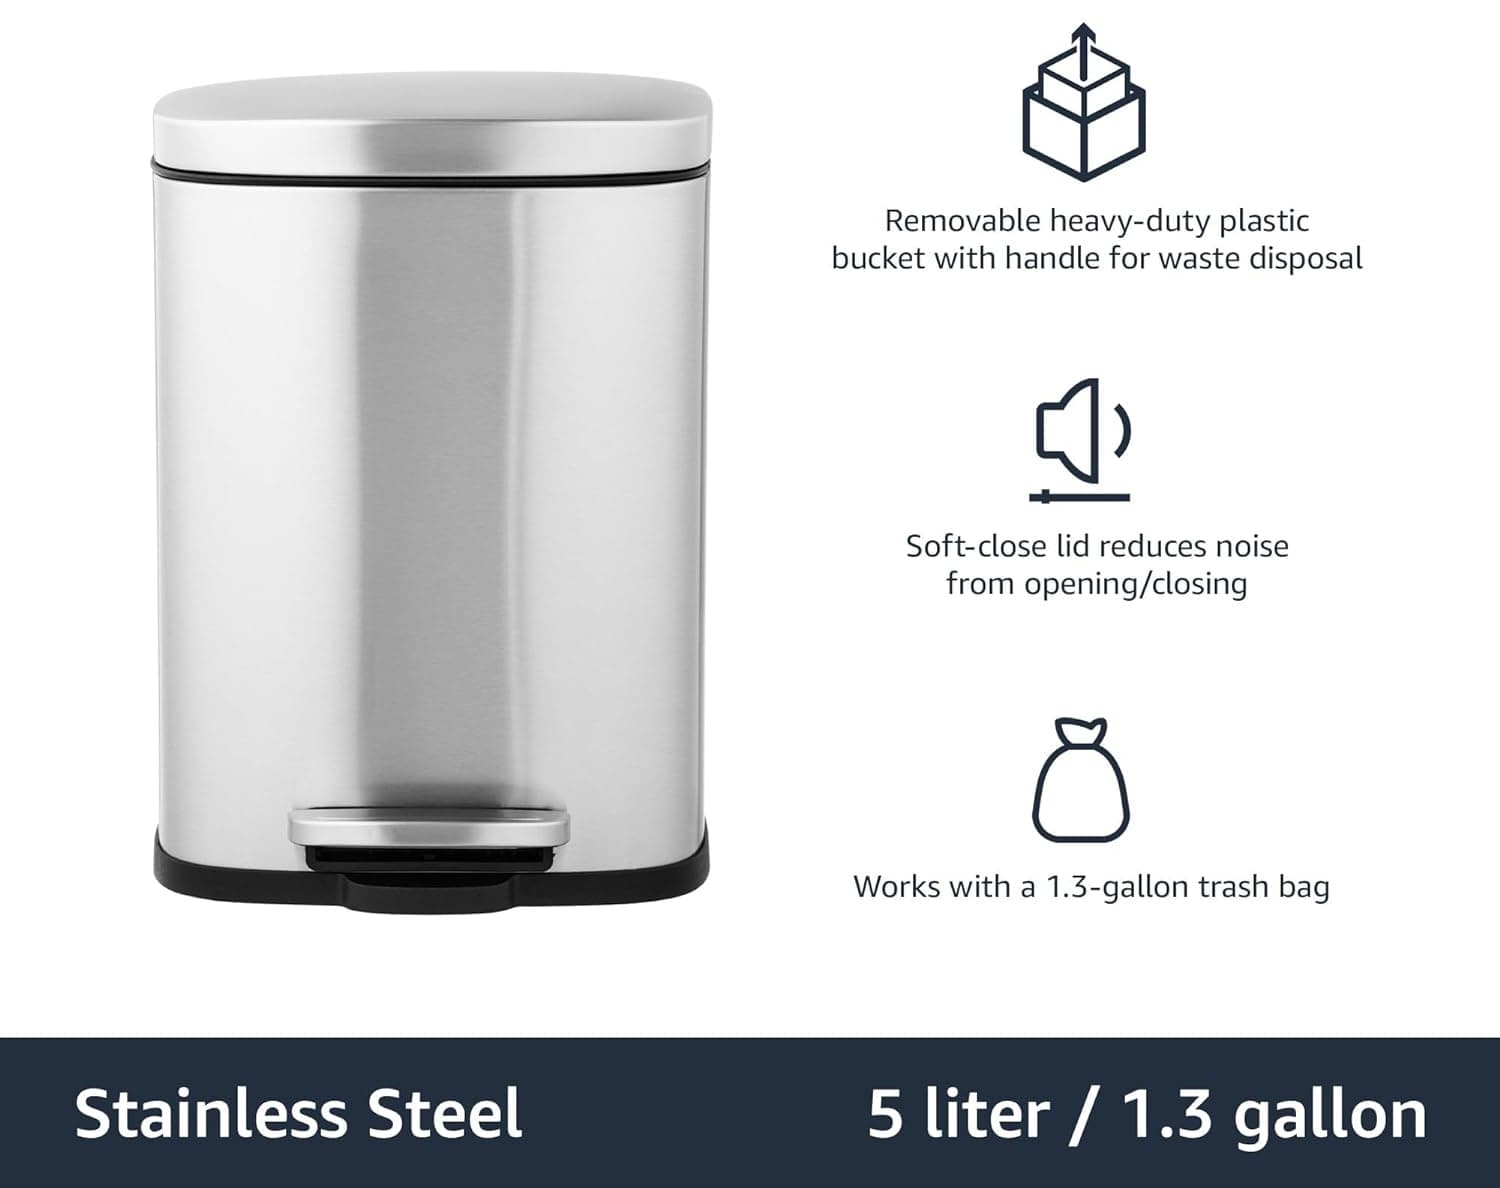 Removable heavy-duty plastic
bucket with handle for waste disposal
Soft-close lid reduces noise
from opening/closing
Works with a 1.3-gallon trash bag
Stainless Steel
5 liter / 1.3 gallon